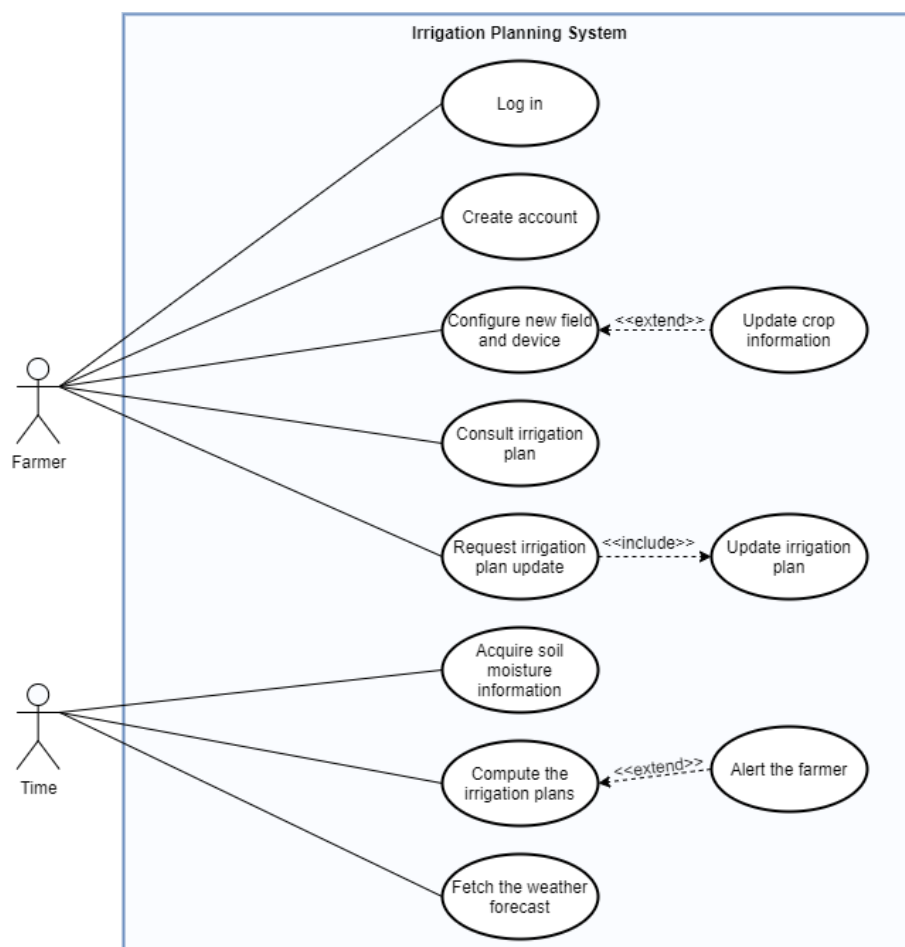 Irrigation Planning System
Log in
Create account
Configure new field
and device
<<extend>>
Update crop
information
Farmer
Consult irrigation
plan
Request irrigation
plan update
<<include>>
Update irrigation
plan
Acquire soil
moisture
information
Time
Compute the
irrigation plans
<<extend>>
Alert the farmer
Fetch the weather
forecast